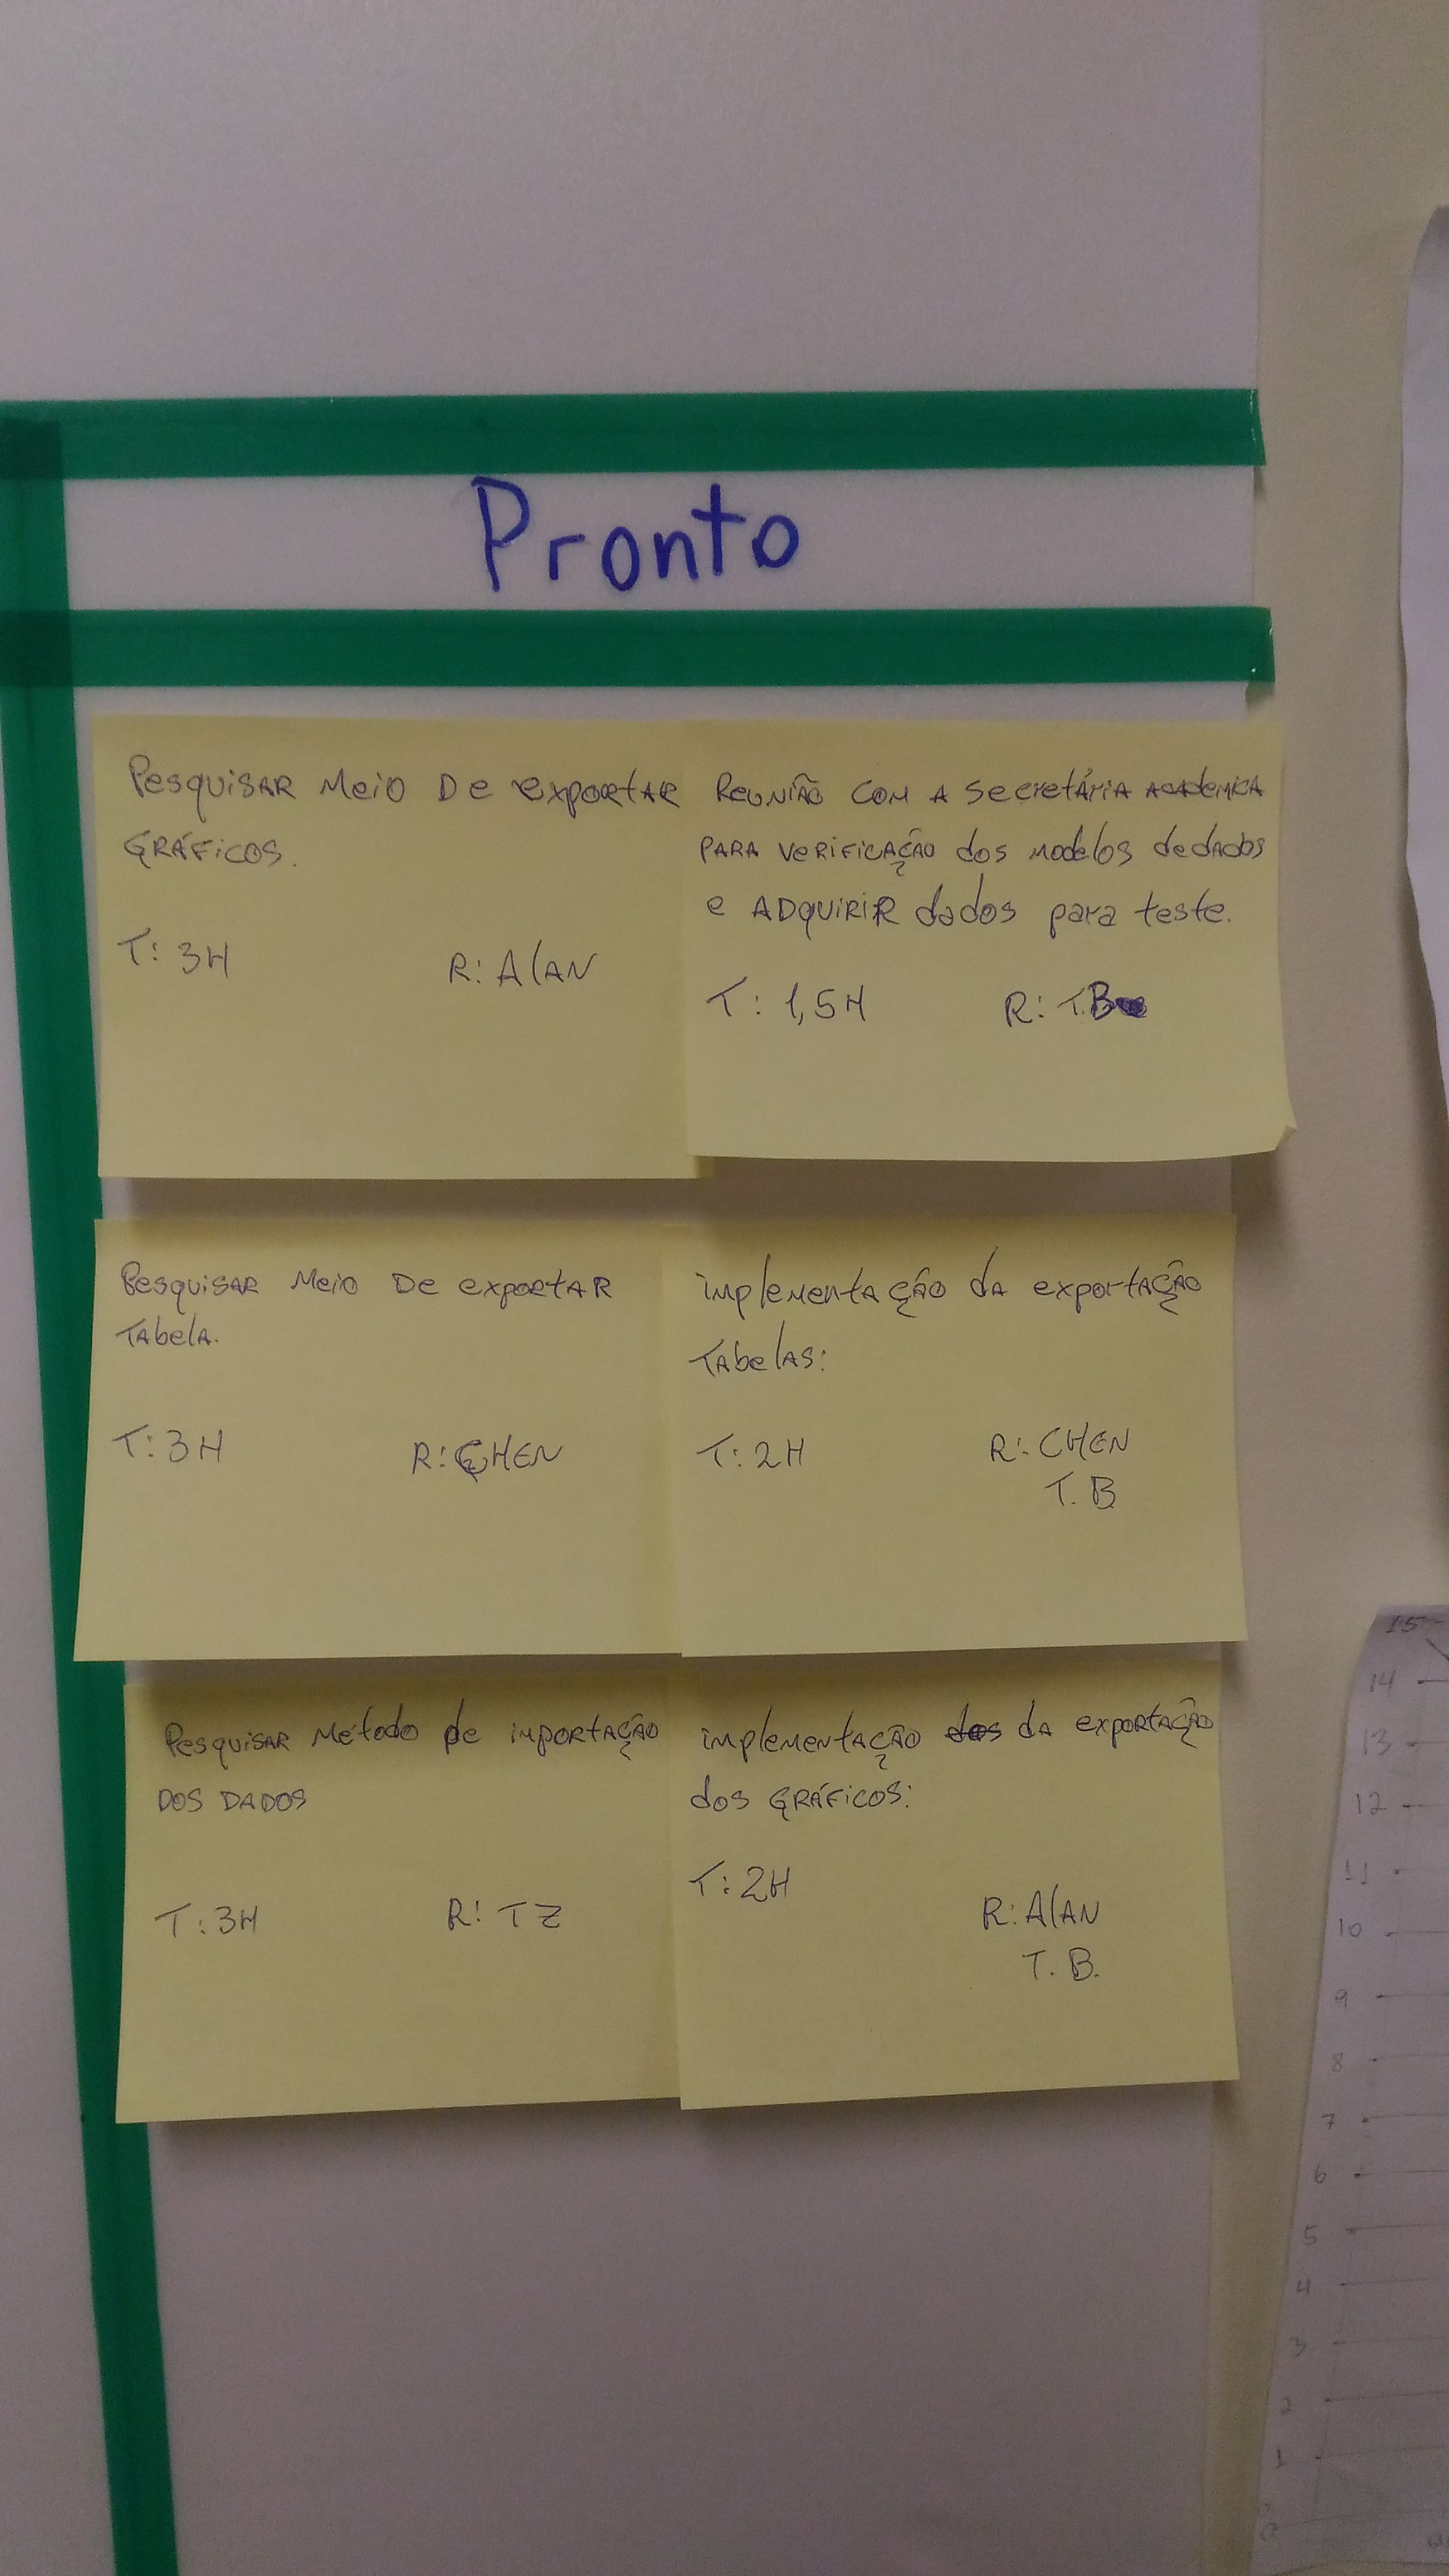 Pronto
Pesquisar meio de exportar
gráficos.
T: 3H
R: Alan
Reunião com a secretária academica
para verificação dos modelos de dados
e adquirir dados para teste.
T: 1,5H
R: T.B
Pesquisar meio de exportar
tabela.
T: 3H
R: CHEN
implementação da exportação
tabelas:
T: 2H
R: CHEN
T. B.
Pesquisar método de importação
dos dados
T: 3H
R: TZ
implementação dos da exportação
dos gráficos:
T: 2H
R: Alan
T. B.
15
14
13
12
11
10
9
8
7
6
5
4
3
2
1
0